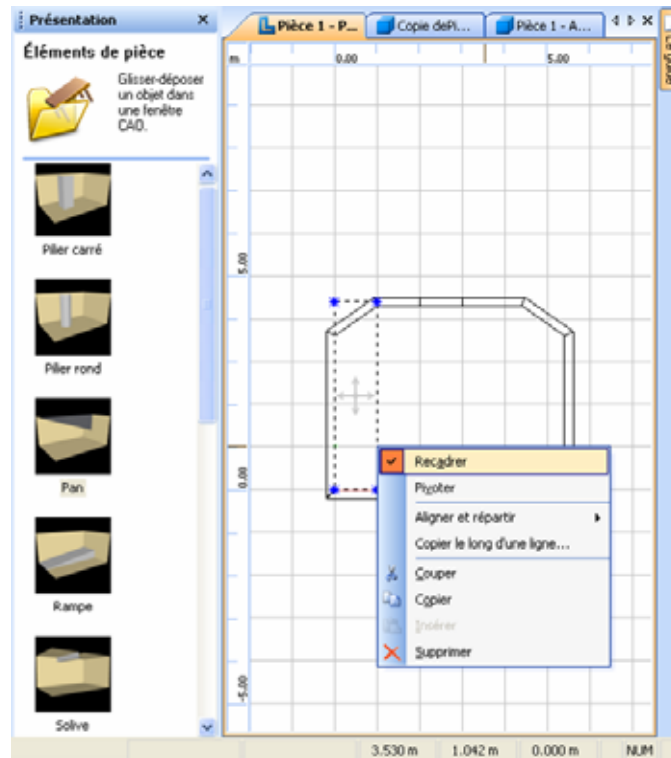 Présentation
Éléments de pièce
Glisser-déposer
un objet dans
une fenêtre
CAO.
Pilier carré
Pilier rond
Pan
Rampe
Solive
Pièce 1 - P...
Copie dePi...
Pièce 1 - A...
m
0.00
5.00
5.00
0.00
-5.00
Recadrer
Pivoter
Aligner et répartir
Copier le long d'une ligne...
Couper
Copier
Insérer
Supprimer
3.530 m
1.042 m
0.000 m
NUM